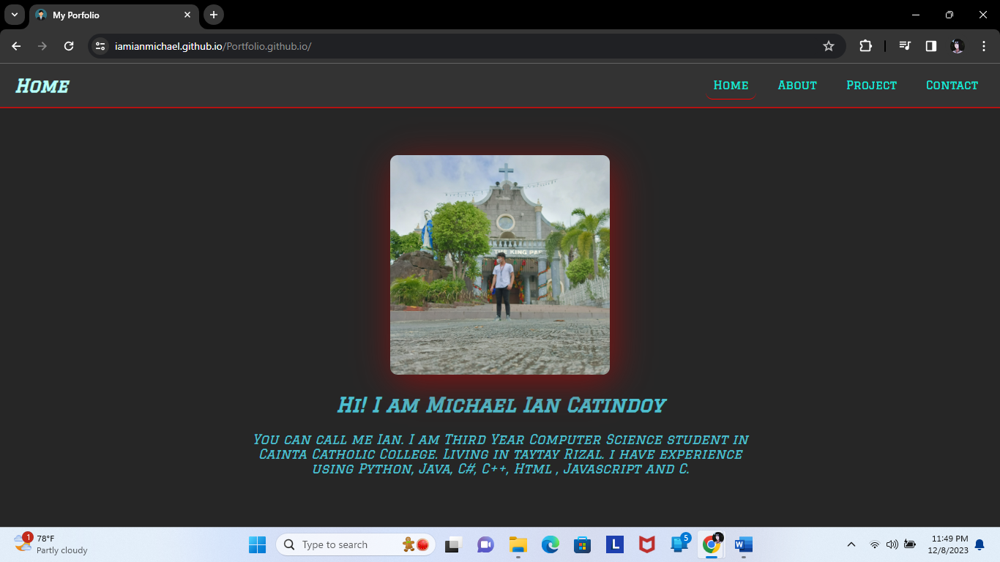 My Porfolio
iamianmichael.github.io/Portfolio.github.io/
Home
Home About Project Contact
THE KING PA
Hi! I am Michael Ian Catindoy
You can call me Ian. I am Third Year Computer Science student in
Cainta Catholic College. Living in taytay Rizal. i have experience
using Python, Java, C#, C++, Html , Javascript and C.
1
78°F
Partly cloudy
Type to search
L
5
W
11:49 PM
12/8/2023